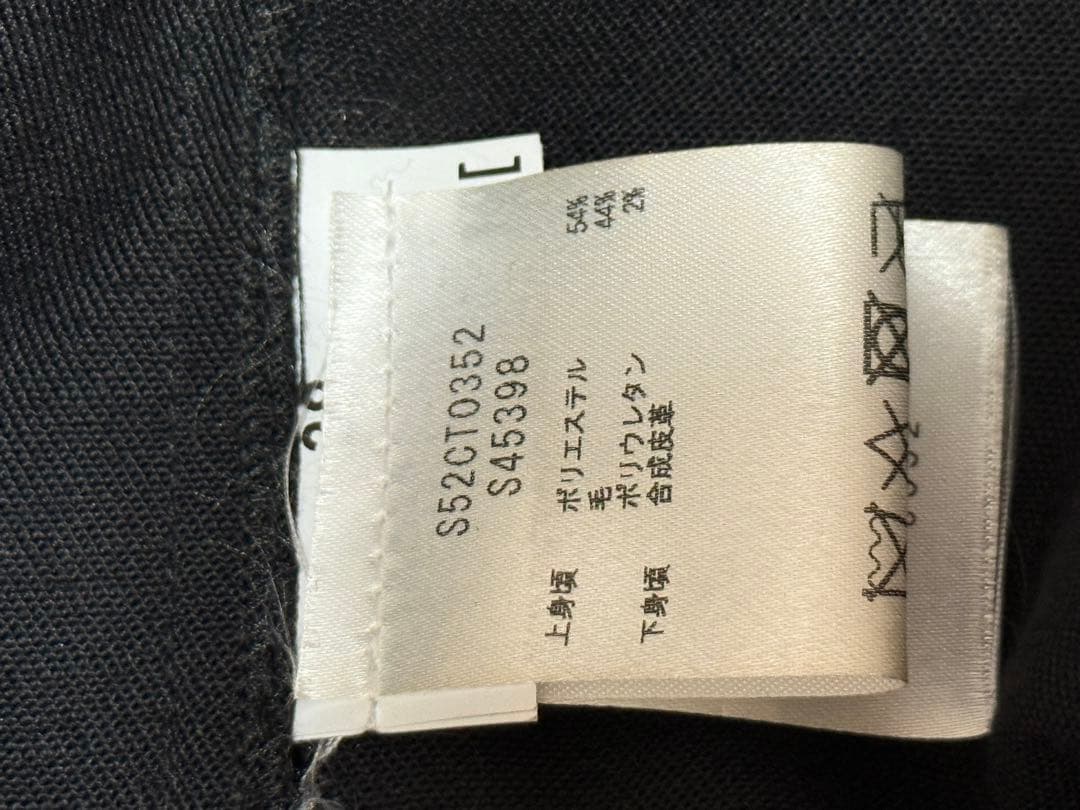 S52CT0352
S45398
上身頃
ポリエステル 54%
毛 44%
ポリウレタン 2%
下身頃 合成皮革